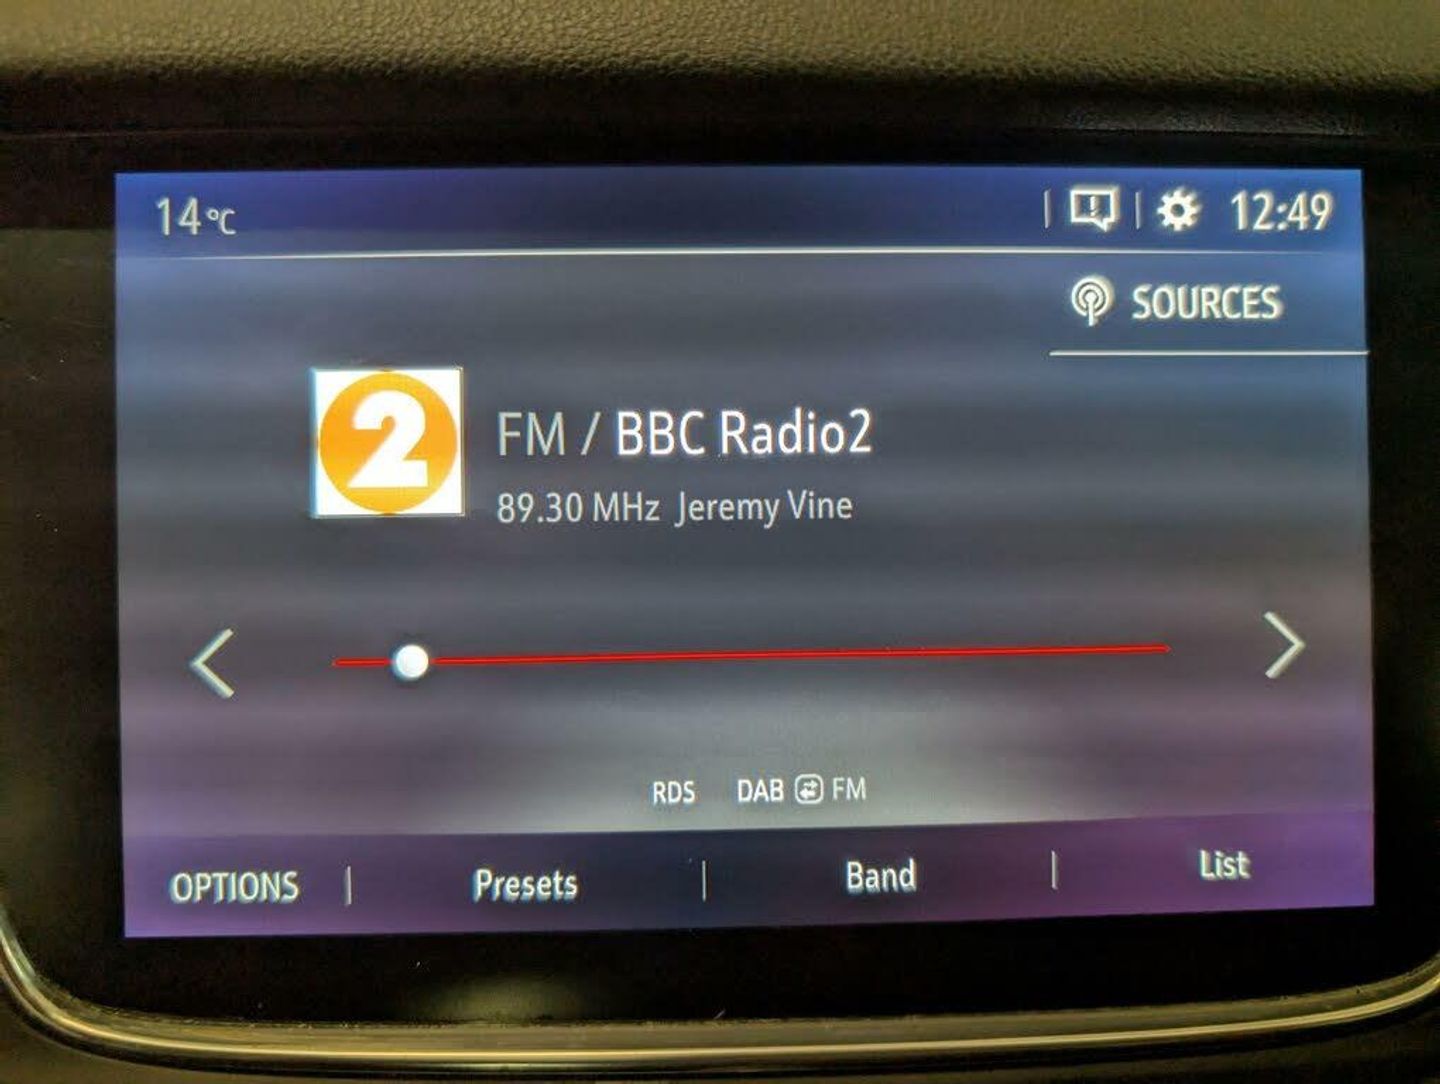 14°C 12:49
SOURCES
2
FM / BBC Radio2
89.30 MHz Jeremy Vine
RDS DAB FM
OPTIONS | Presets | Band | List